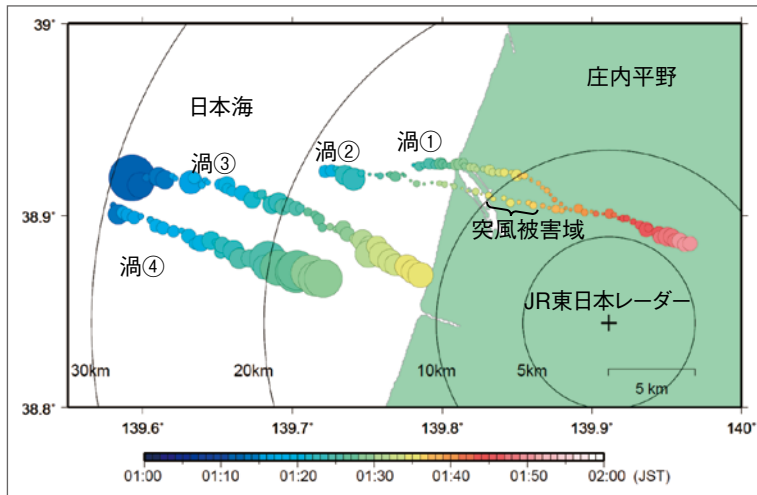 39°
日本海
庄内平野
渦①
渦②
渦③
38.9°
突風被害域
渦④
JR東日本レーダー
30km
20km
10km
5km
5 km
38.8°
139.6°
139.7°
139.8°
139.9°
140°
01:00
01:10
01:20
01:30
01:40
01:50
02:00
(JST)